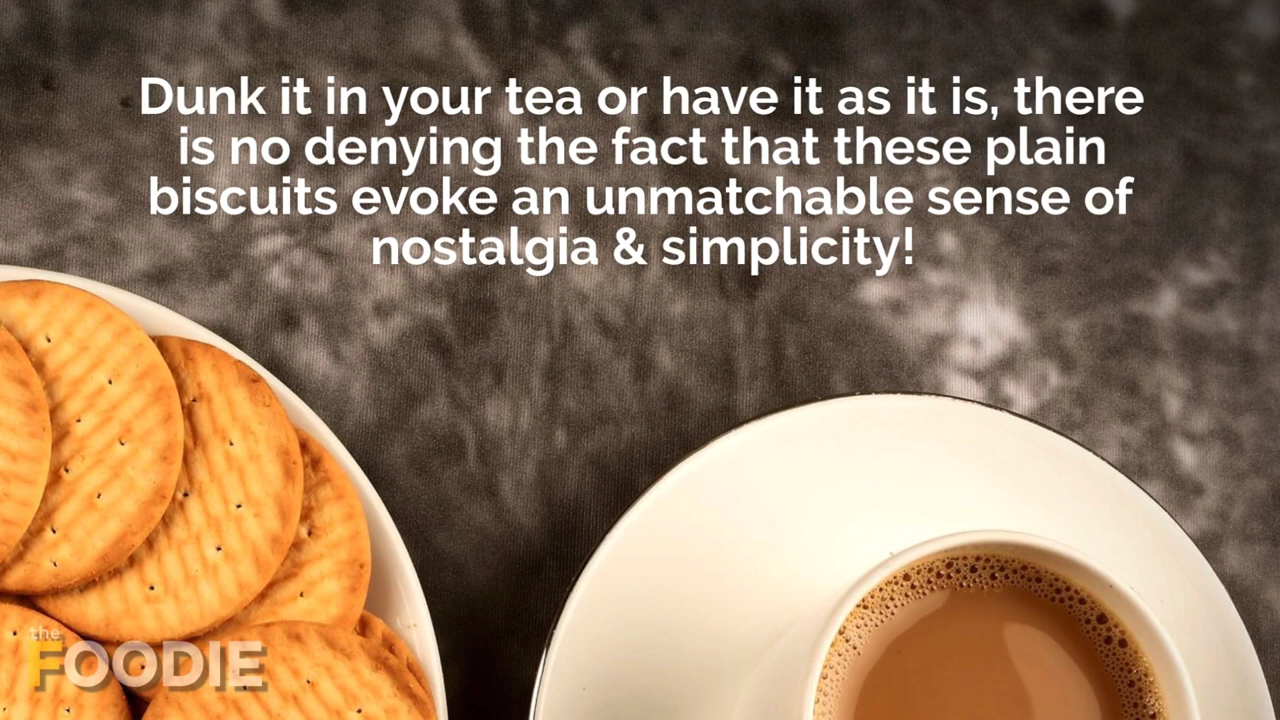 Dunk it in your tea or have it as it is, there
is no denying the fact that these plain
biscuits evoke an unmatchable sense of
nostalgia & simplicity!
the
FOODIE